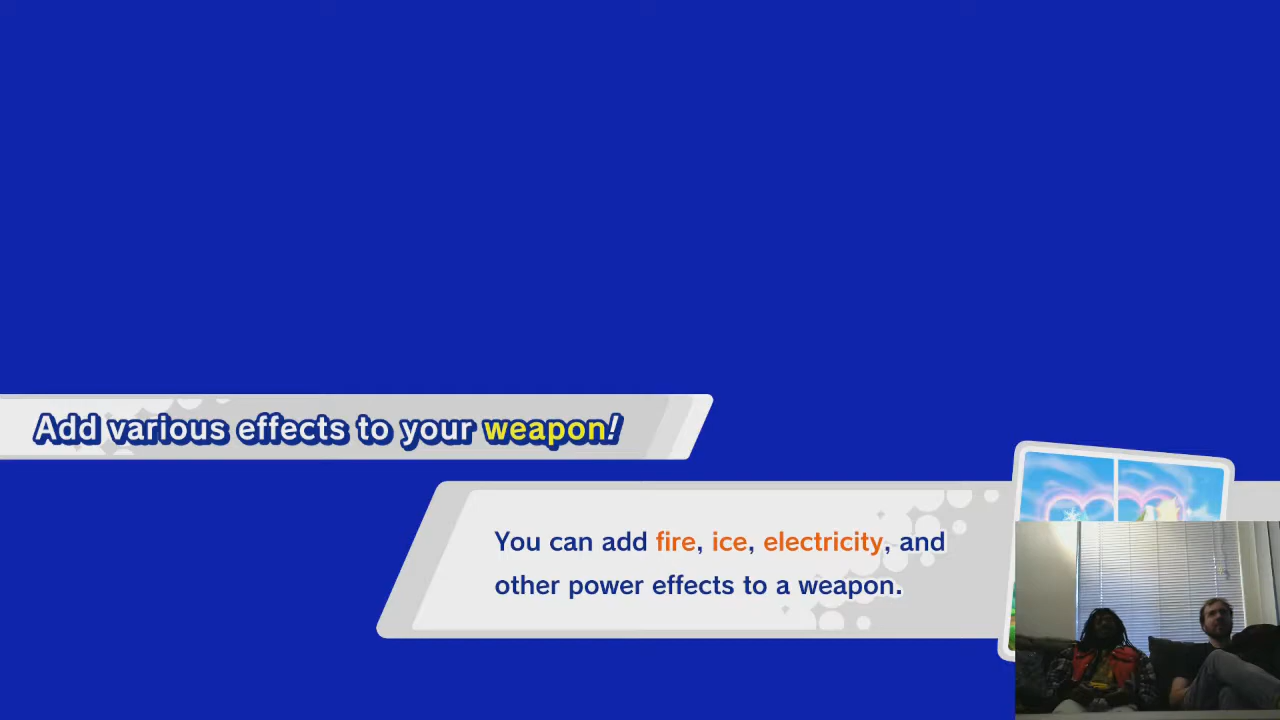 Add various effects to your weapon!
You can add fire, ice, electricity, and
other power effects to a weapon.